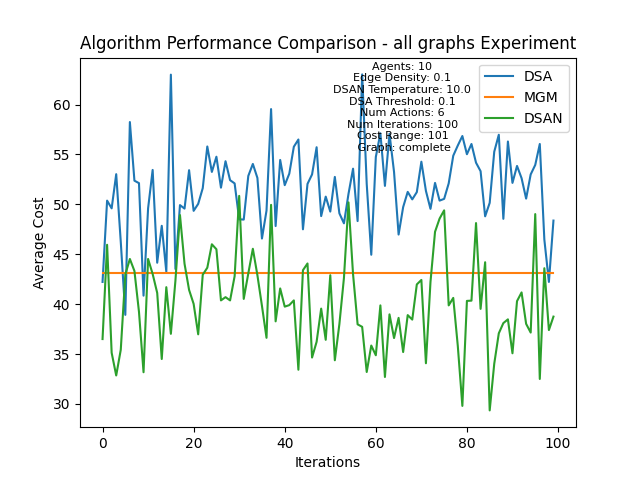 Algorithm Performance Comparison - all graphs Experiment
Agents: 10
Edge Density: 0.1
DSAN Temperature: 10.0
DSA Threshold: 0.1
Num Actions: 6
Num Iterations: 100
Cost Range: 101
Graph: complete
DSA
MGM
DSAN
Average Cost
60
55
50
45
40
35
30
0 20 40 60 80 100
Iterations